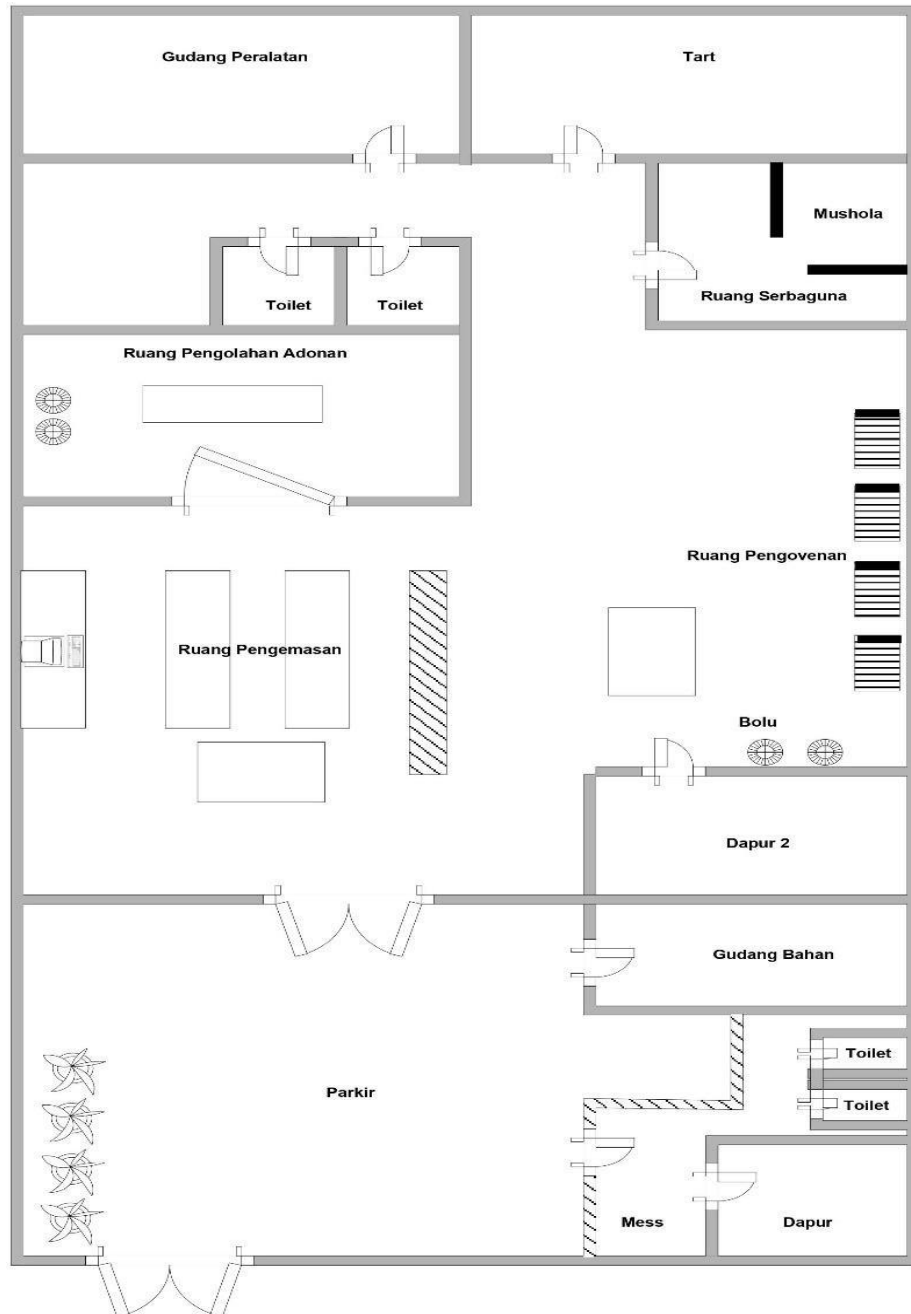 Gudang Peralatan
Tart
Mushola
Ruang Serbaguna
Toilet
Toilet
Ruang Pengolahan Adonan
Ruang Pengovenan
Ruang Pengemasan
Bolu
Dapur 2
Gudang Bahan
Toilet
Parkir
Toilet
Mess
Dapur